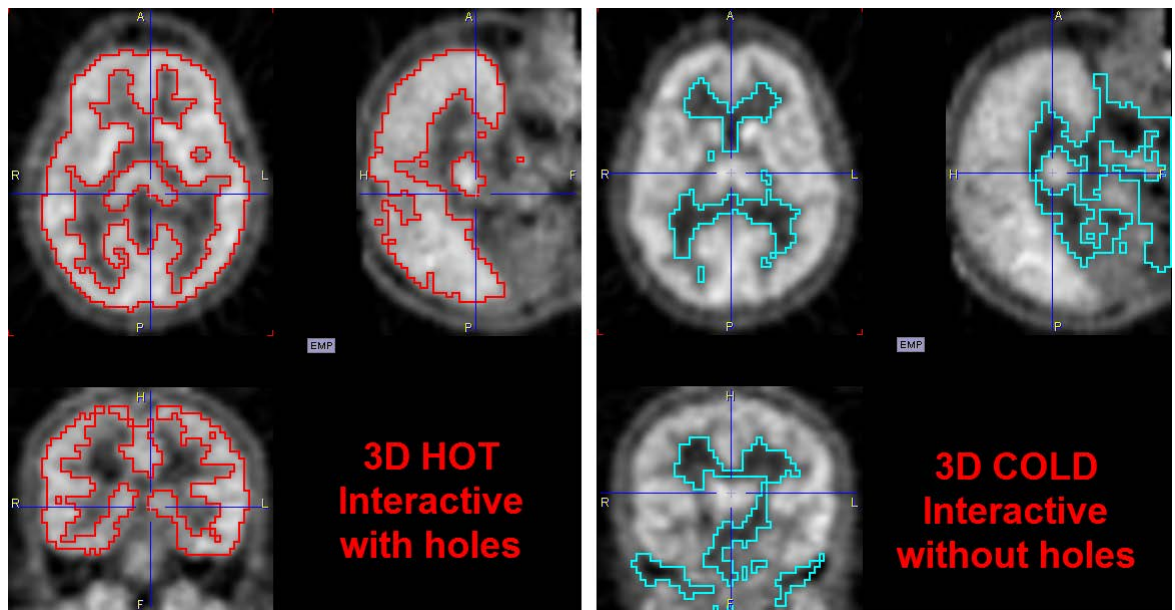 A
A
R
L
H
F
P
P
EMP
H
R
L
F
3D HOT
Interactive
with holes
A
A
R
L
H
F
P
P
EMP
H
R
L
F
3D COLD
Interactive
without holes